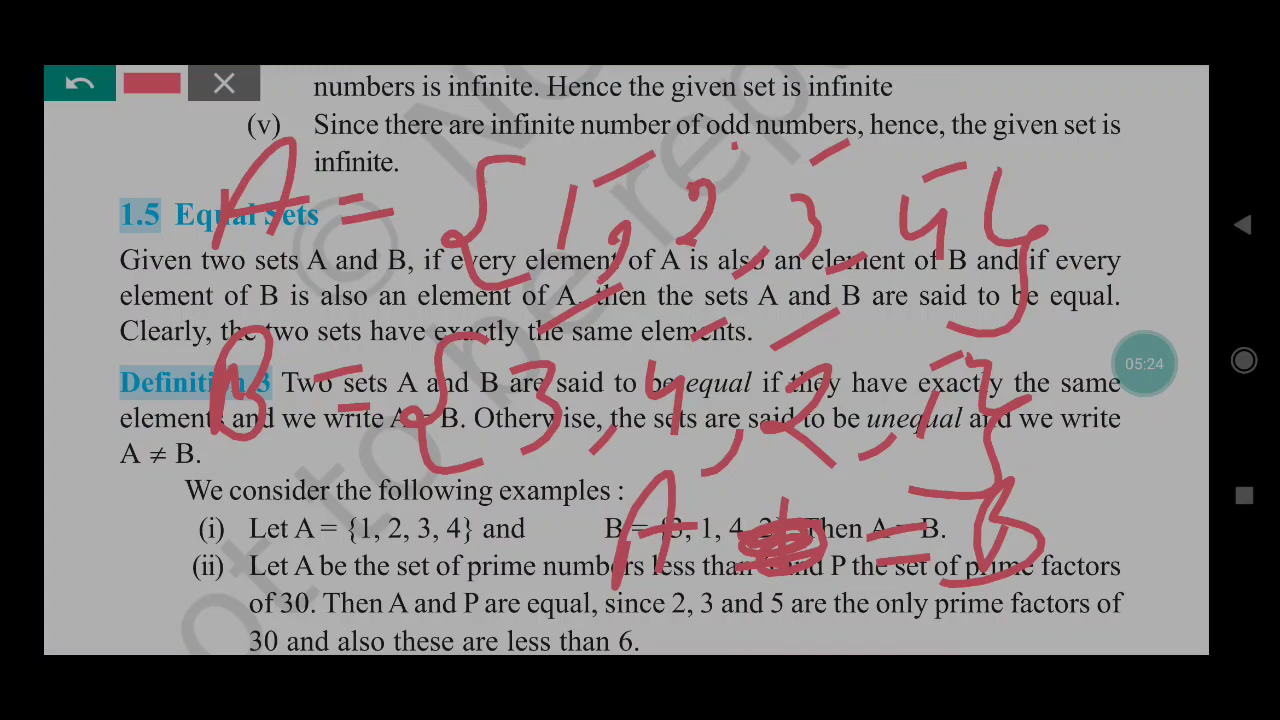 numbers is infinite. Hence the given set is infinite
(v) Since there are infinite number of odd numbers, hence, the given set is
infinite.
A = {1, 2, 3, 4}
1.5 Equal Sets
Given two sets A and B, if every element of A is also an element of B and if every
element of B is also an element of A, then the sets A and B are said to be equal.
Clearly, the two sets have exactly the same elements.
B = {3, 4, 2, 1}
Definition 3 Two sets A and B are said to be equal if they have exactly the same
elements and we write A = B. Otherwise, the sets are said to be unequal and we write
A ≠ B.
We consider the following examples :
(i) Let A = {1, 2, 3, 4} and B = {3, 1, 4, 2}. Then A = B.
A = B
(ii) Let A be the set of prime numbers less than 6 and P the set of prime factors
of 30. Then A and P are equal, since 2, 3 and 5 are the only prime factors of
30 and also these are less than 6.
05:24